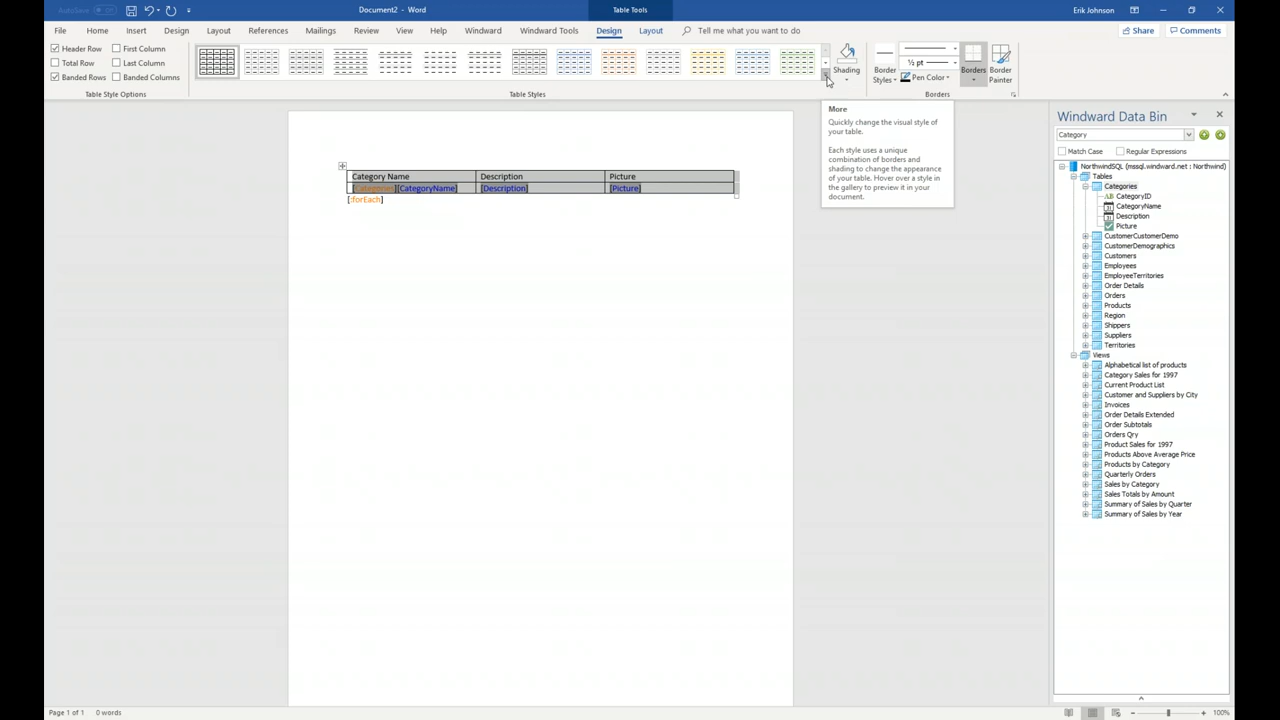 AutoSave
Document2 - Word
Table Tools
Erik Johnson
File Home Insert Design Layout References Mailings Review View Help Windward Windward Tools Design Layout Tell me what you want to do
Share Comments
Header Row First Column
Total Row Last Column
Banded Rows Banded Columns
Table Style Options
Table Styles
Shading
Border
Styles
½ pt
Pen Color
Borders
Border
Painter
Borders
More
Quickly change the visual style of
your table.
Each style uses a unique
combination of borders and
shading to change the appearance
of your table. Hover over a style in
the gallery to preview it in your
document.
Category Name Description Picture
[Categories][CategoryName] [Description] [Picture]
[:forEach]
Windward Data Bin
Category
Match Case Regular Expressions
NorthwindSQL (mssql.windward.net : Northwind)
Tables
Categories
CategoryID
CategoryName
Description
Picture
CustomerCustomerDemo
CustomerDemographics
Customers
Employees
EmployeeTerritories
Order Details
Orders
Products
Region
Shippers
Suppliers
Territories
Views
Alphabetical list of products
Category Sales for 1997
Current Product List
Customer and Suppliers by City
Invoices
Order Details Extended
Order Subtotals
Orders Qry
Product Sales for 1997
Products Above Average Price
Products by Category
Quarterly Orders
Sales by Category
Sales Totals by Amount
Summary of Sales by Quarter
Summary of Sales by Year
Page 1 of 1 0 words
100%